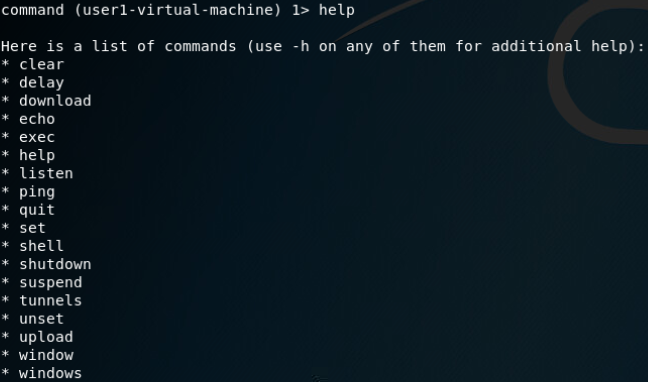 command (user1-virtual-machine) 1> help
Here is a list of commands (use -h on any of them for additional help):
* clear
* delay
* download
* echo
* exec
* help
* listen
* ping
* quit
* set
* shell
* shutdown
* suspend
* tunnels
* unset
* upload
* window
* windows